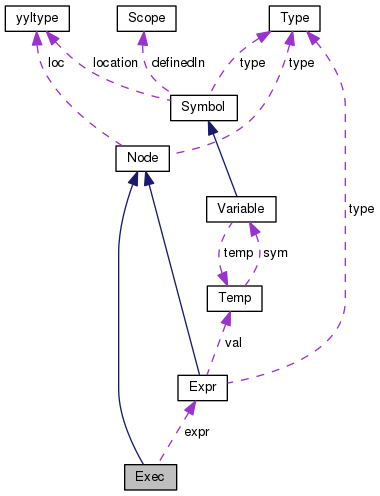 yyltype
Scope
Type
loc
location
definedIn
type
type
Symbol
Node
Variable
type
temp
sym
Temp
val
Expr
expr
Exec